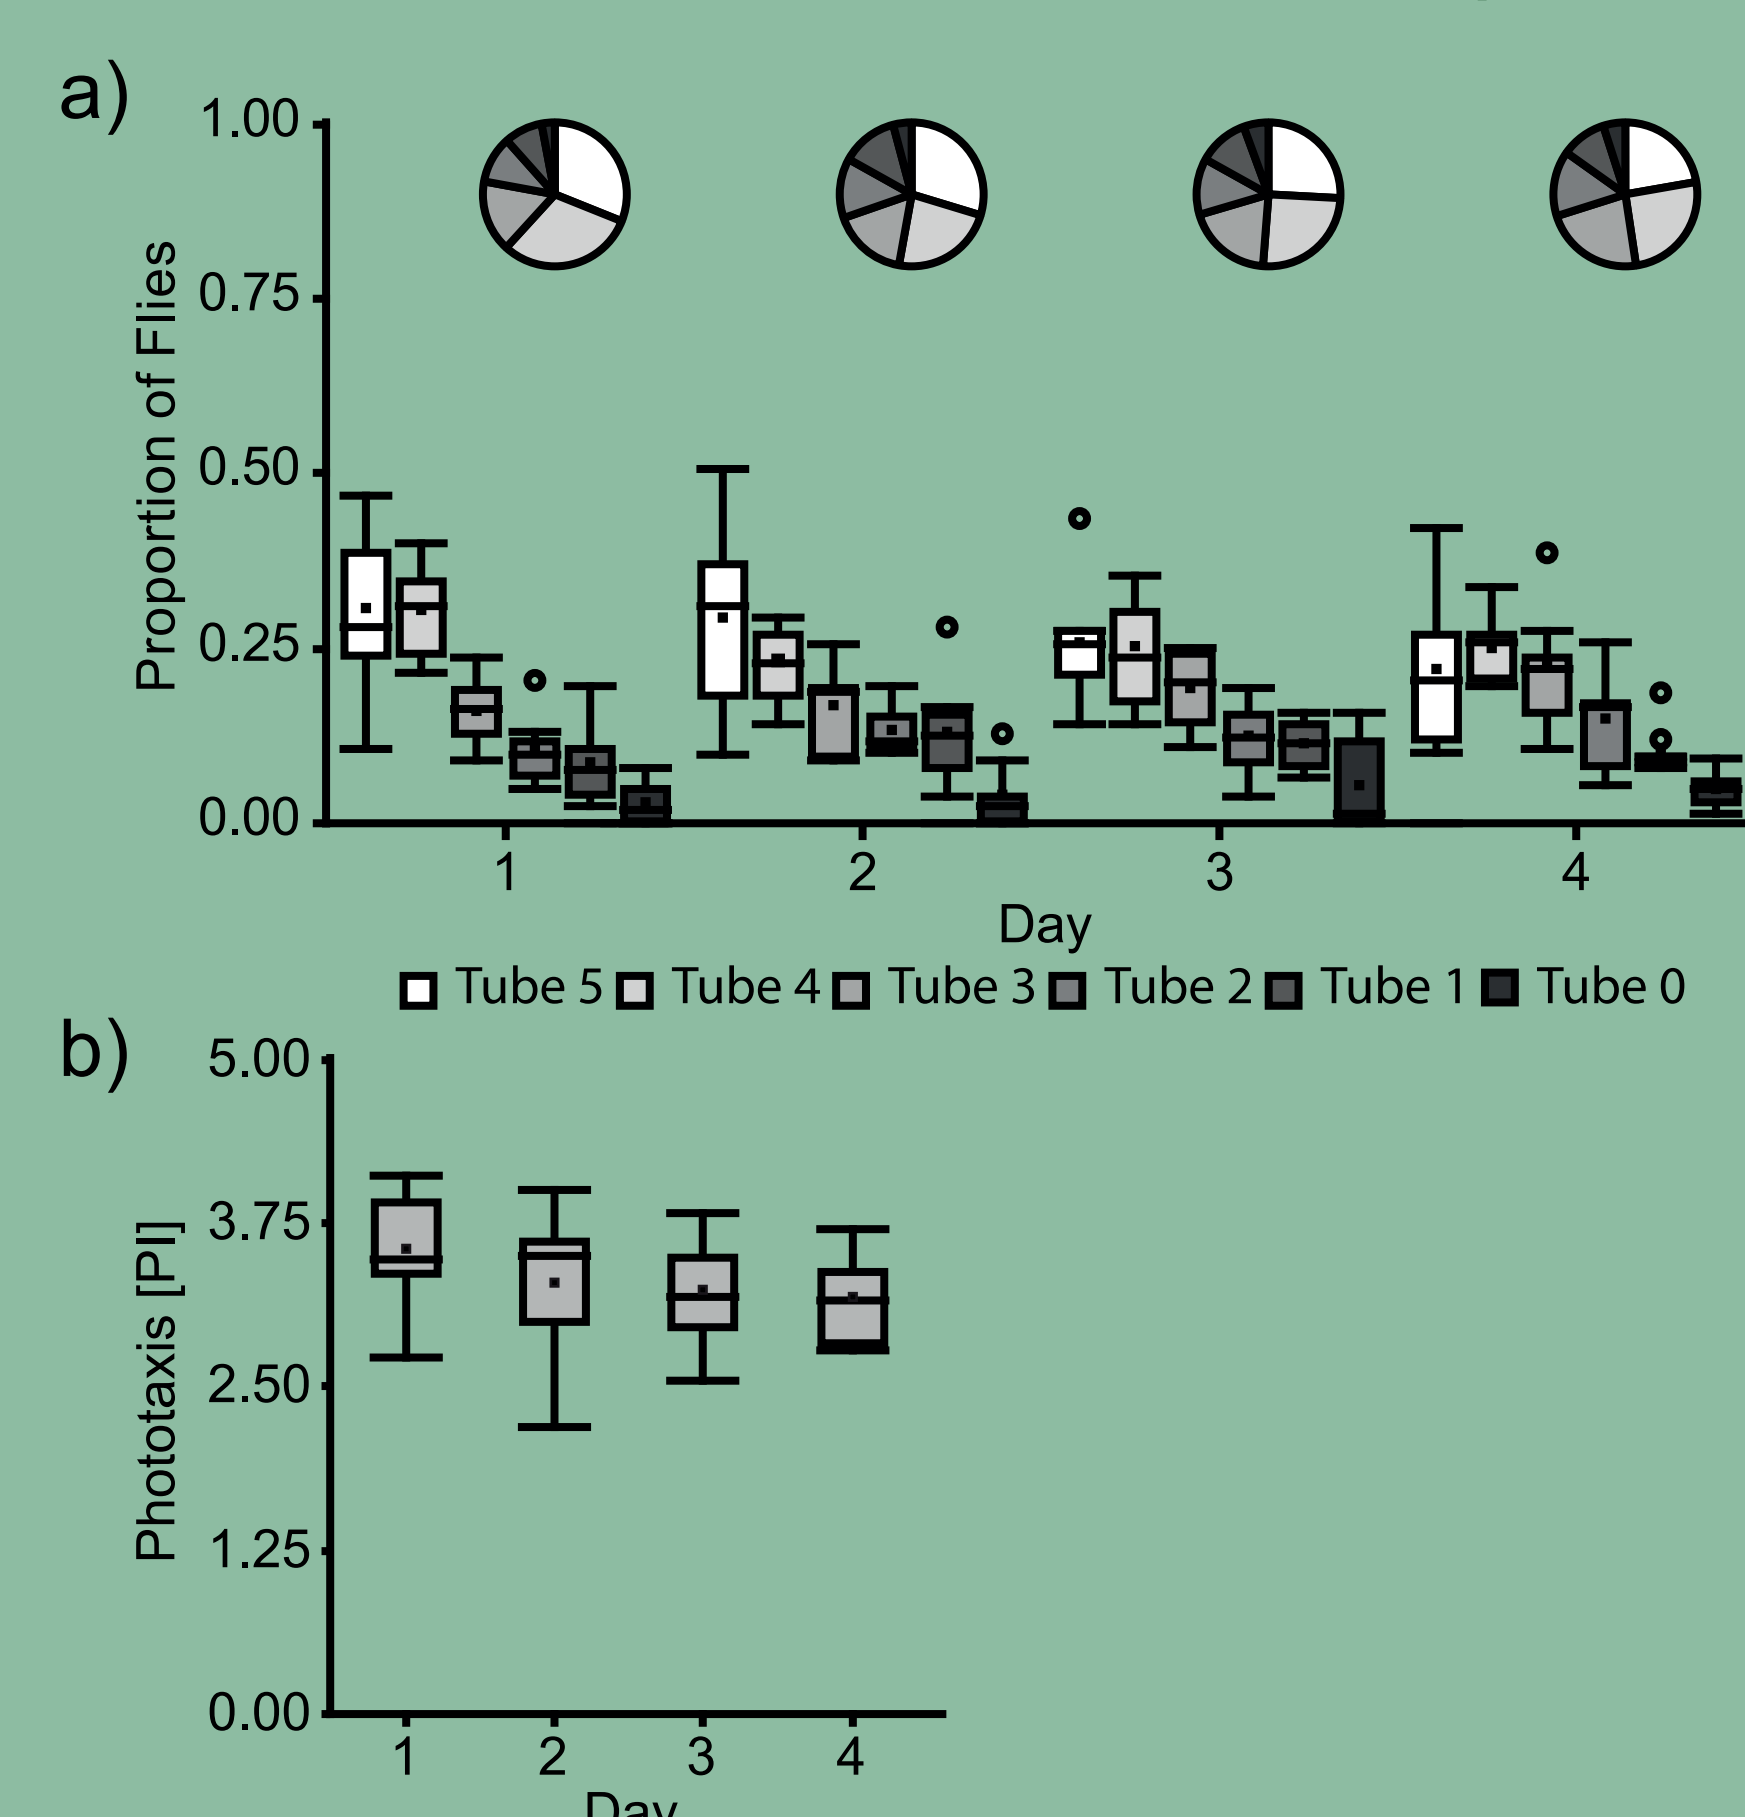 a)
1.00
0.75
0.50
0.25
0.00
Proportion of Flies
1 2 3 4
Day
Tube 5 Tube 4 Tube 3 Tube 2 Tube 1 Tube 0
b)
5.00
3.75
2.50
1.25
0.00
Phototaxis [PI]
1 2 3 4
Day